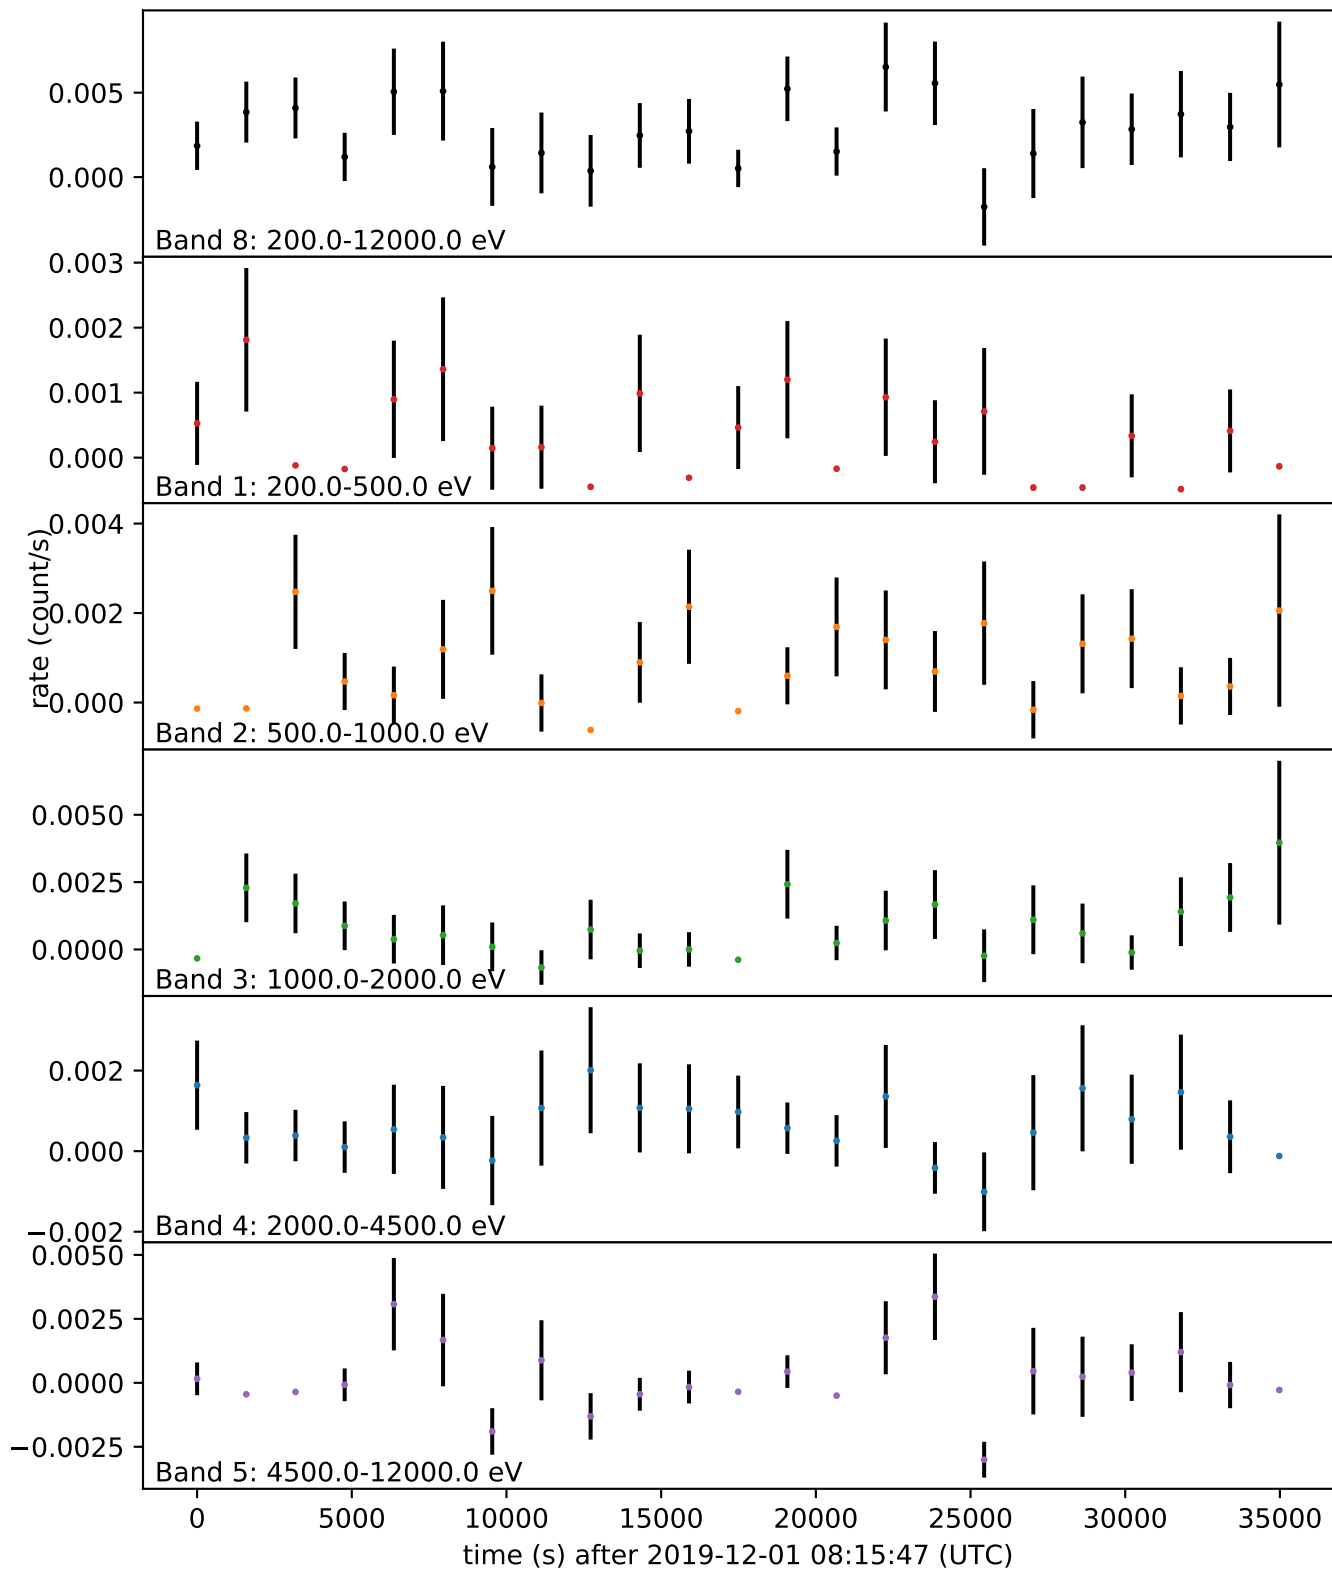 0.005
0.000
Band 8: 200.0-12000.0 eV
0.003
0.002
0.001
0.000
Band 1: 200.0-500.0 eV
rate (count/s)
0.004
0.002
0.000
Band 2: 500.0-1000.0 eV
0.0050
0.0025
0.0000
Band 3: 1000.0-2000.0 eV
0.002
0.000
−0.002
Band 4: 2000.0-4500.0 eV
0.0050
0.0025
0.0000
−0.0025
Band 5: 4500.0-12000.0 eV
0 5000 10000 15000 20000 25000 30000 35000
time (s) after 2019-12-01 08:15:47 (UTC)